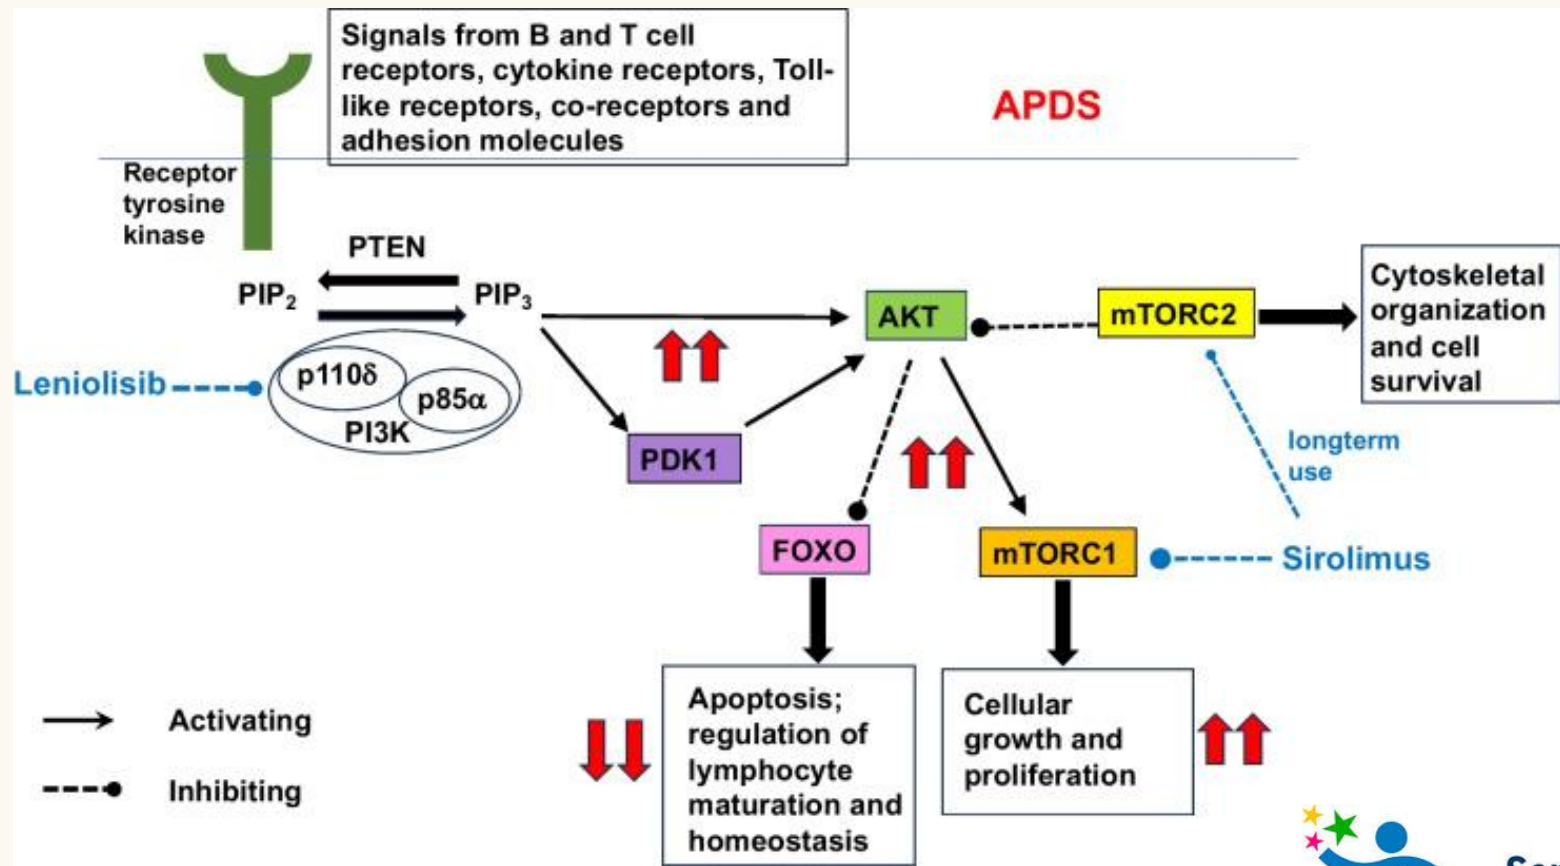 Signals from B and T cell
receptors, cytokine receptors, Toll-
like receptors, co-receptors and
adhesion molecules
APDS
Receptor
tyrosine
kinase
PTEN
PIP2
PIP3
AKT
mTORC2
Cytoskeletal
organization
and cell
survival
Leniolisib
p110δ
p85α
PI3K
PDK1
longterm
use
FOXO
mTORC1
Sirolimus
Activating
Inhibiting
Apoptosis;
regulation of
lymphocyte
maturation and
homeostasis
Cellular
growth and
proliferation